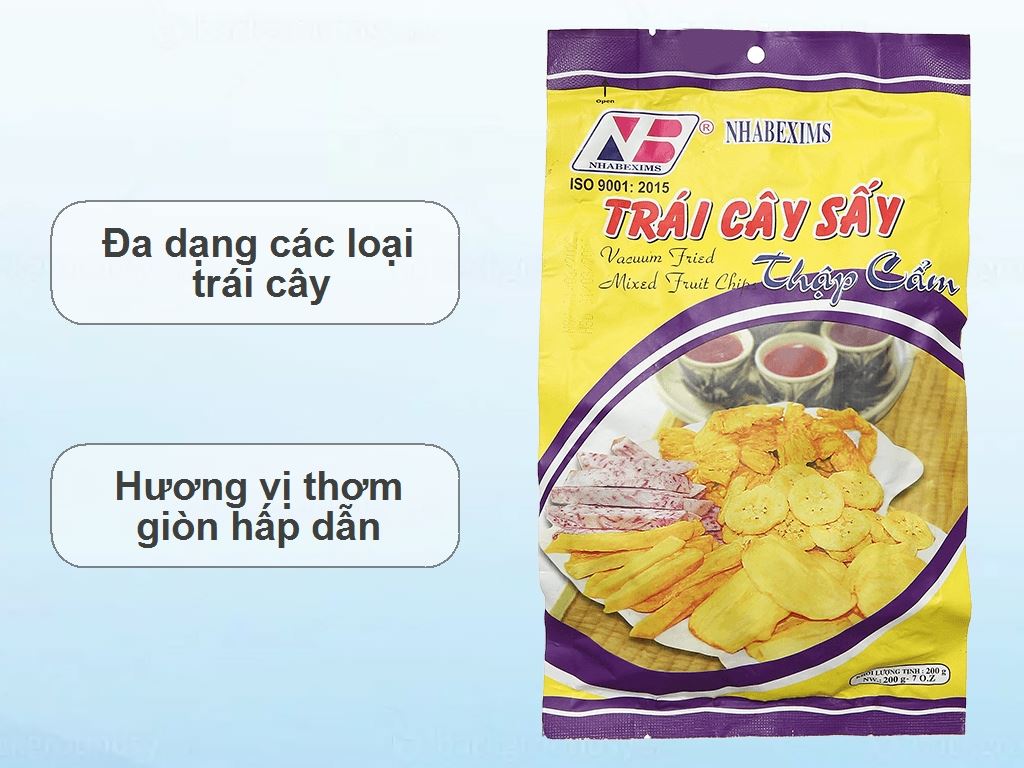 Đa dạng các loại
trái cây
Hương vị thơm
giòn hấp dẫn
Open
NB ®
NHABEXIMS
NHABEXIMS
ISO 9001: 2015
TRÁI CÂY SẤY
Vacuum Fried
Mixed Fruit Chips
Thập Cẩm
KHỐI LƯỢNG TỊNH : 200 g
NW.: 200 g - 7 O.Z